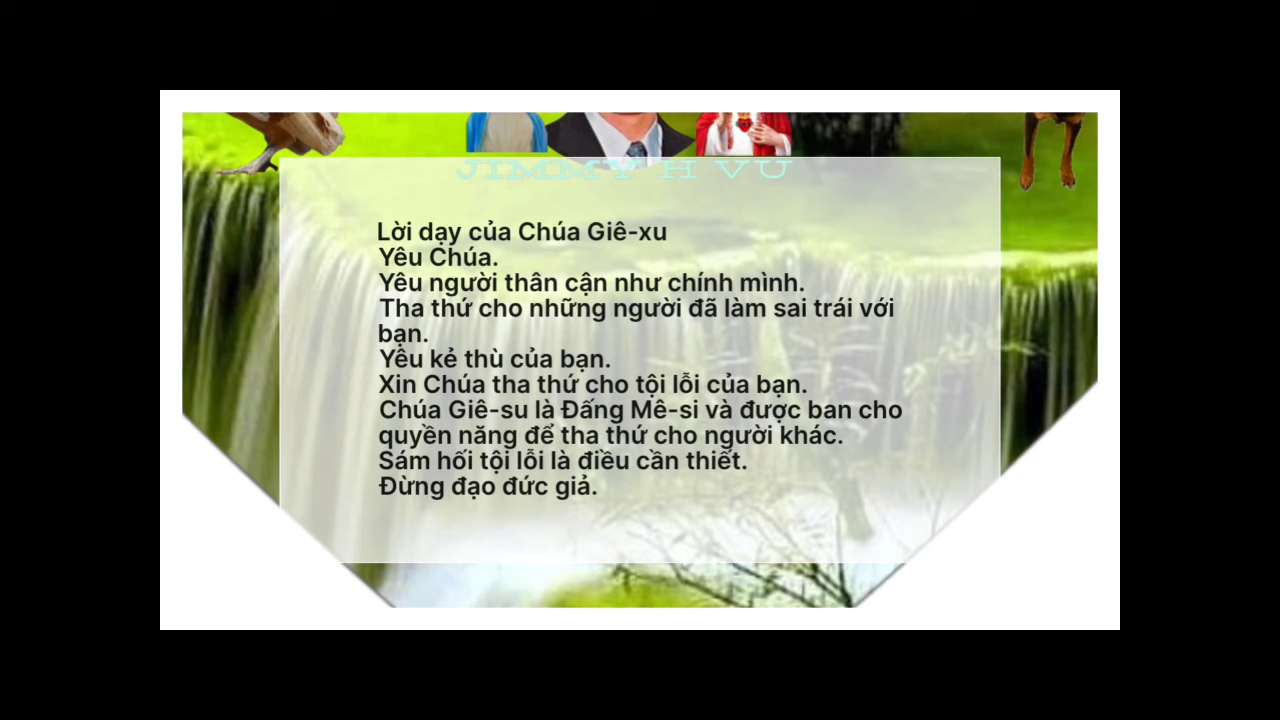 JIMMY H VU
Lời dạy của Chúa Giê-xu
Yêu Chúa.
Yêu người thân cận như chính mình.
Tha thứ cho những người đã làm sai trái với
bạn.
Yêu kẻ thù của bạn.
Xin Chúa tha thứ cho tội lỗi của bạn.
Chúa Giê-su là Đấng Mê-si và được ban cho
quyền năng để tha thứ cho người khác.
Sám hối tội lỗi là điều cần thiết.
Đừng đạo đức giả.